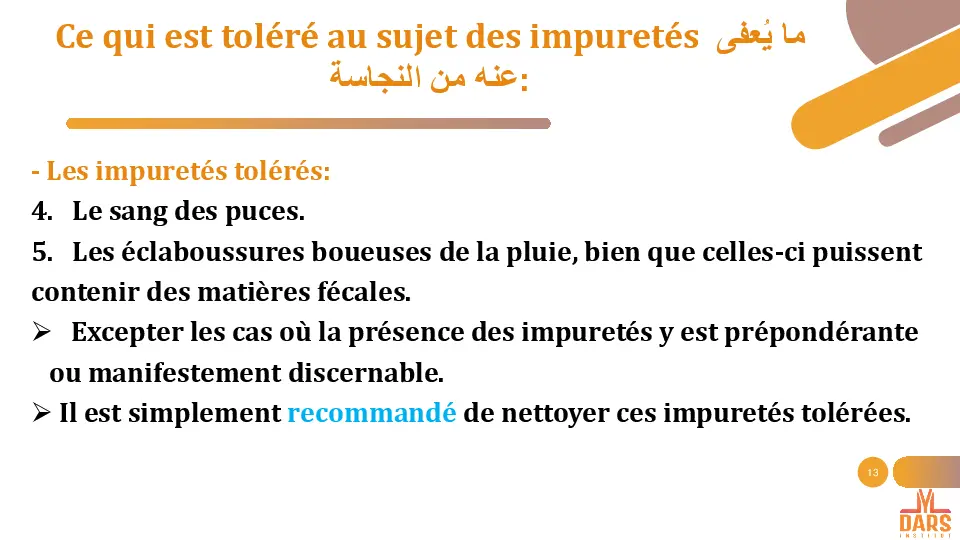 Ce qui est toléré au sujet des impuretés ما يُعفى
عنه من النجاسة:
- Les impuretés tolérés:
4. Le sang des puces.
5. Les éclaboussures boueuses de la pluie, bien que celles-ci puissent
contenir des matières fécales.
➢ Excepter les cas où la présence des impuretés y est prépondérante
ou manifestement discernable.
➢ Il est simplement recommandé de nettoyer ces impuretés tolérées.
13
DARS
INSTITUT